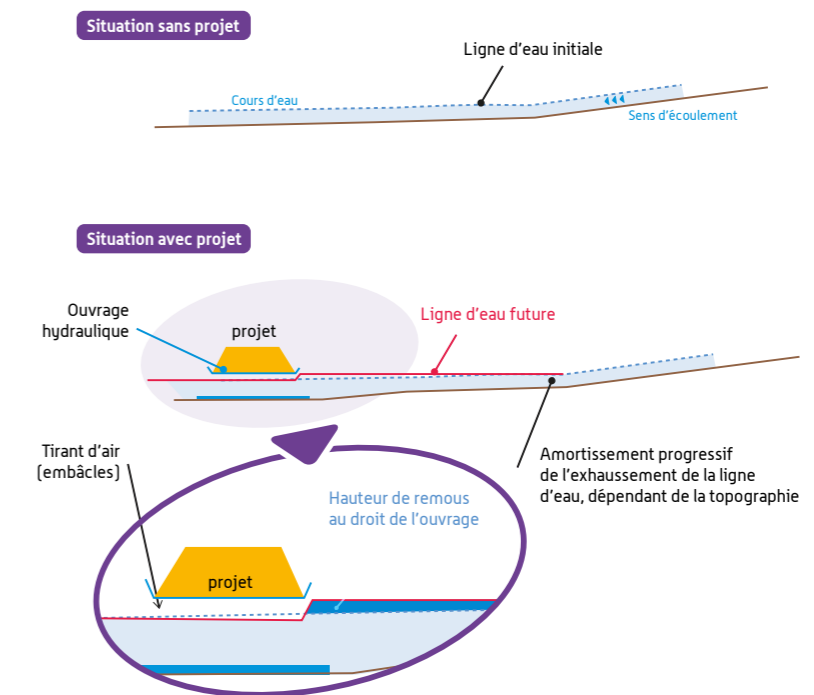 Situation sans projet
Ligne d'eau initiale
Cours d'eau
Sens d'écoulement
Situation avec projet
Ouvrage
hydraulique
projet
Ligne d'eau future
Tirant d'air
(embâcles)
Amortissement progressif
de l'exhaussement de la ligne
d'eau, dépendant de la topographie
Hauteur de remous
au droit de l'ouvrage
projet